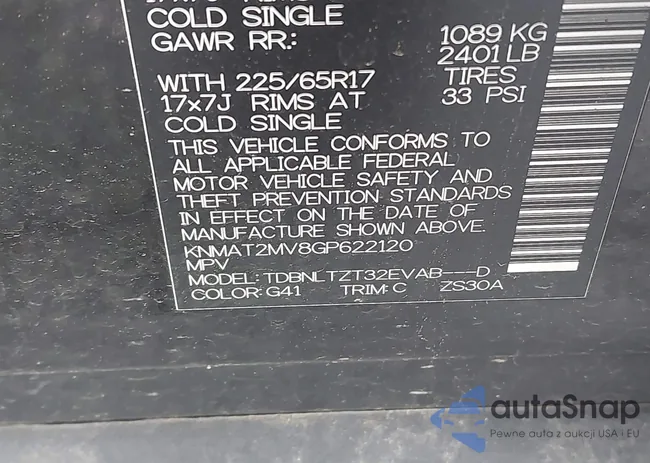 COLD SINGLE
GAWR RR.: 1089 KG
2401 LB
WITH 225/65R17 TIRES
17x7J RIMS AT 33 PSI
COLD SINGLE
THIS VEHICLE CONFORMS TO
ALL APPLICABLE FEDERAL
MOTOR VEHICLE SAFETY AND
THEFT PREVENTION STANDARDS
IN EFFECT ON THE DATE OF
MANUFACTURE.
KNMAT2MV8GP622120
MPV
MODEL: TDBNLTZT32EVAB---D
COLOR: G41 TRIM: C ZS30A
autaSnap
Pewne auta z aukcji USA i EU